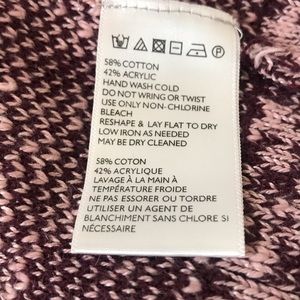 58% COTTON
42% ACRYLIC
HAND WASH COLD
DO NOT WRING OR TWIST
USE ONLY NON-CHLORINE
BLEACH
RESHAPE & LAY FLAT TO DRY
LOW IRON AS NEEDED
MAY BE DRY CLEANED
58% COTON
42% ACRYLIQUE
LAVAGE À LA MAIN À
TEMPÉRATURE FROIDE
NE PAS ESSORER OU TORDRE
UTILISER UN AGENT DE
BLANCHIMENT SANS CHLORE SI
NÉCESSAIRE